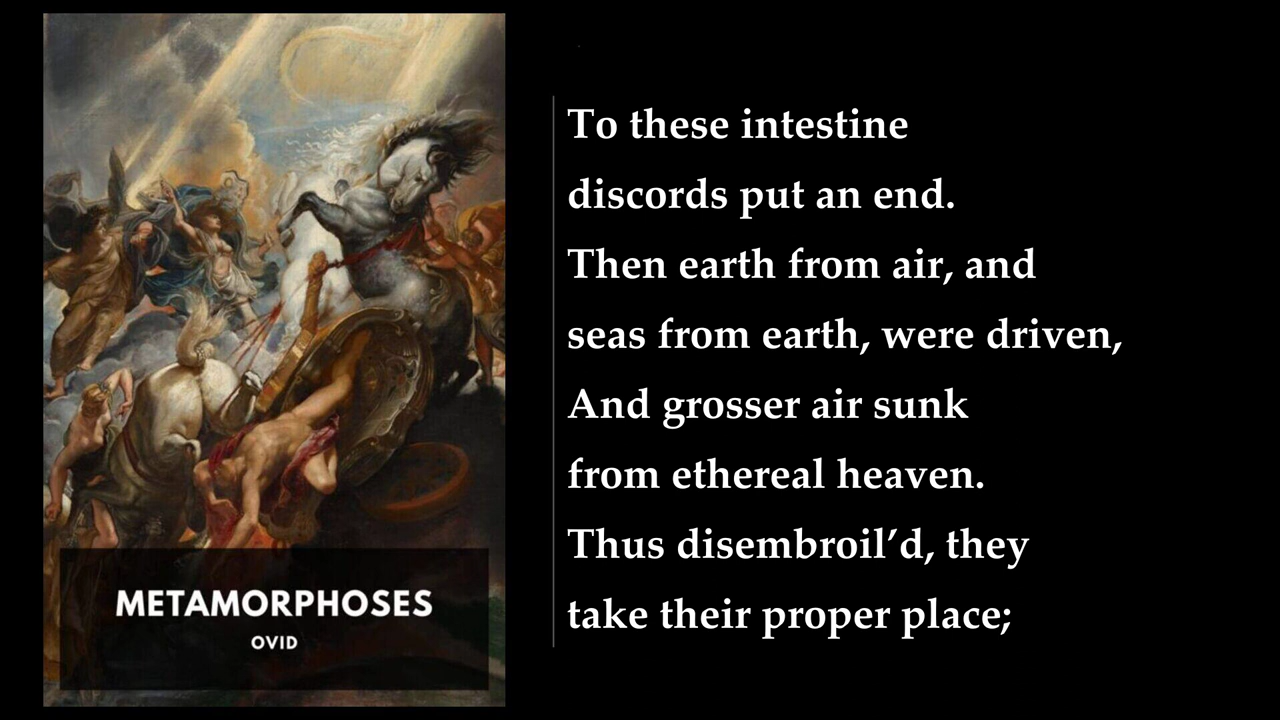 METAMORPHOSES
OVID
To these intestine
discords put an end.
Then earth from air, and
seas from earth, were driven,
And grosser air sunk
from ethereal heaven.
Thus disembroil’d, they
take their proper place;